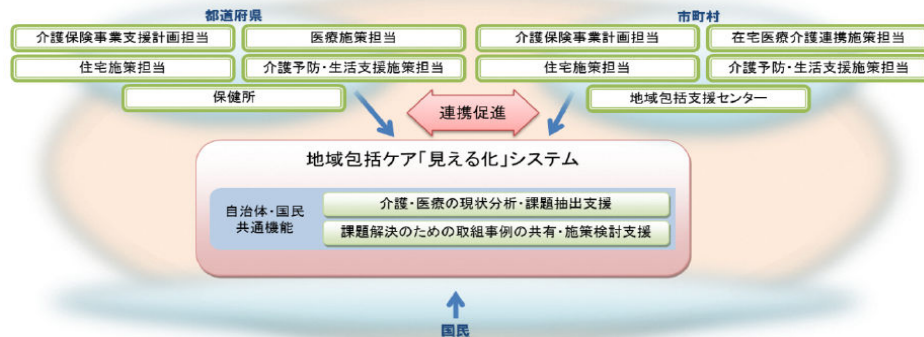 都道府県
介護保険事業支援計画担当
医療施策担当
住宅施策担当
介護予防・生活支援施策担当
保健所
市町村
介護保険事業計画担当
在宅医療介護連携施策担当
住宅施策担当
介護予防・生活支援施策担当
地域包括支援センター
連携促進
地域包括ケア「見える化」システム
自治体・国民
共通機能
介護・医療の現状分析・課題抽出支援
課題解決のための取組事例の共有・施策検討支援
国民